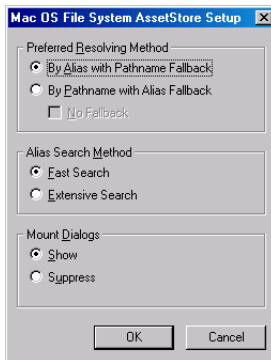 Mac OS File System AssetStore Setup
Preferred Resolving Method
By Alias with Pathname Fallback
By Pathname with Alias Fallback
No Fallback
Alias Search Method
Fast Search
Extensive Search
Mount Dialogs
Show
Suppress
OK Cancel